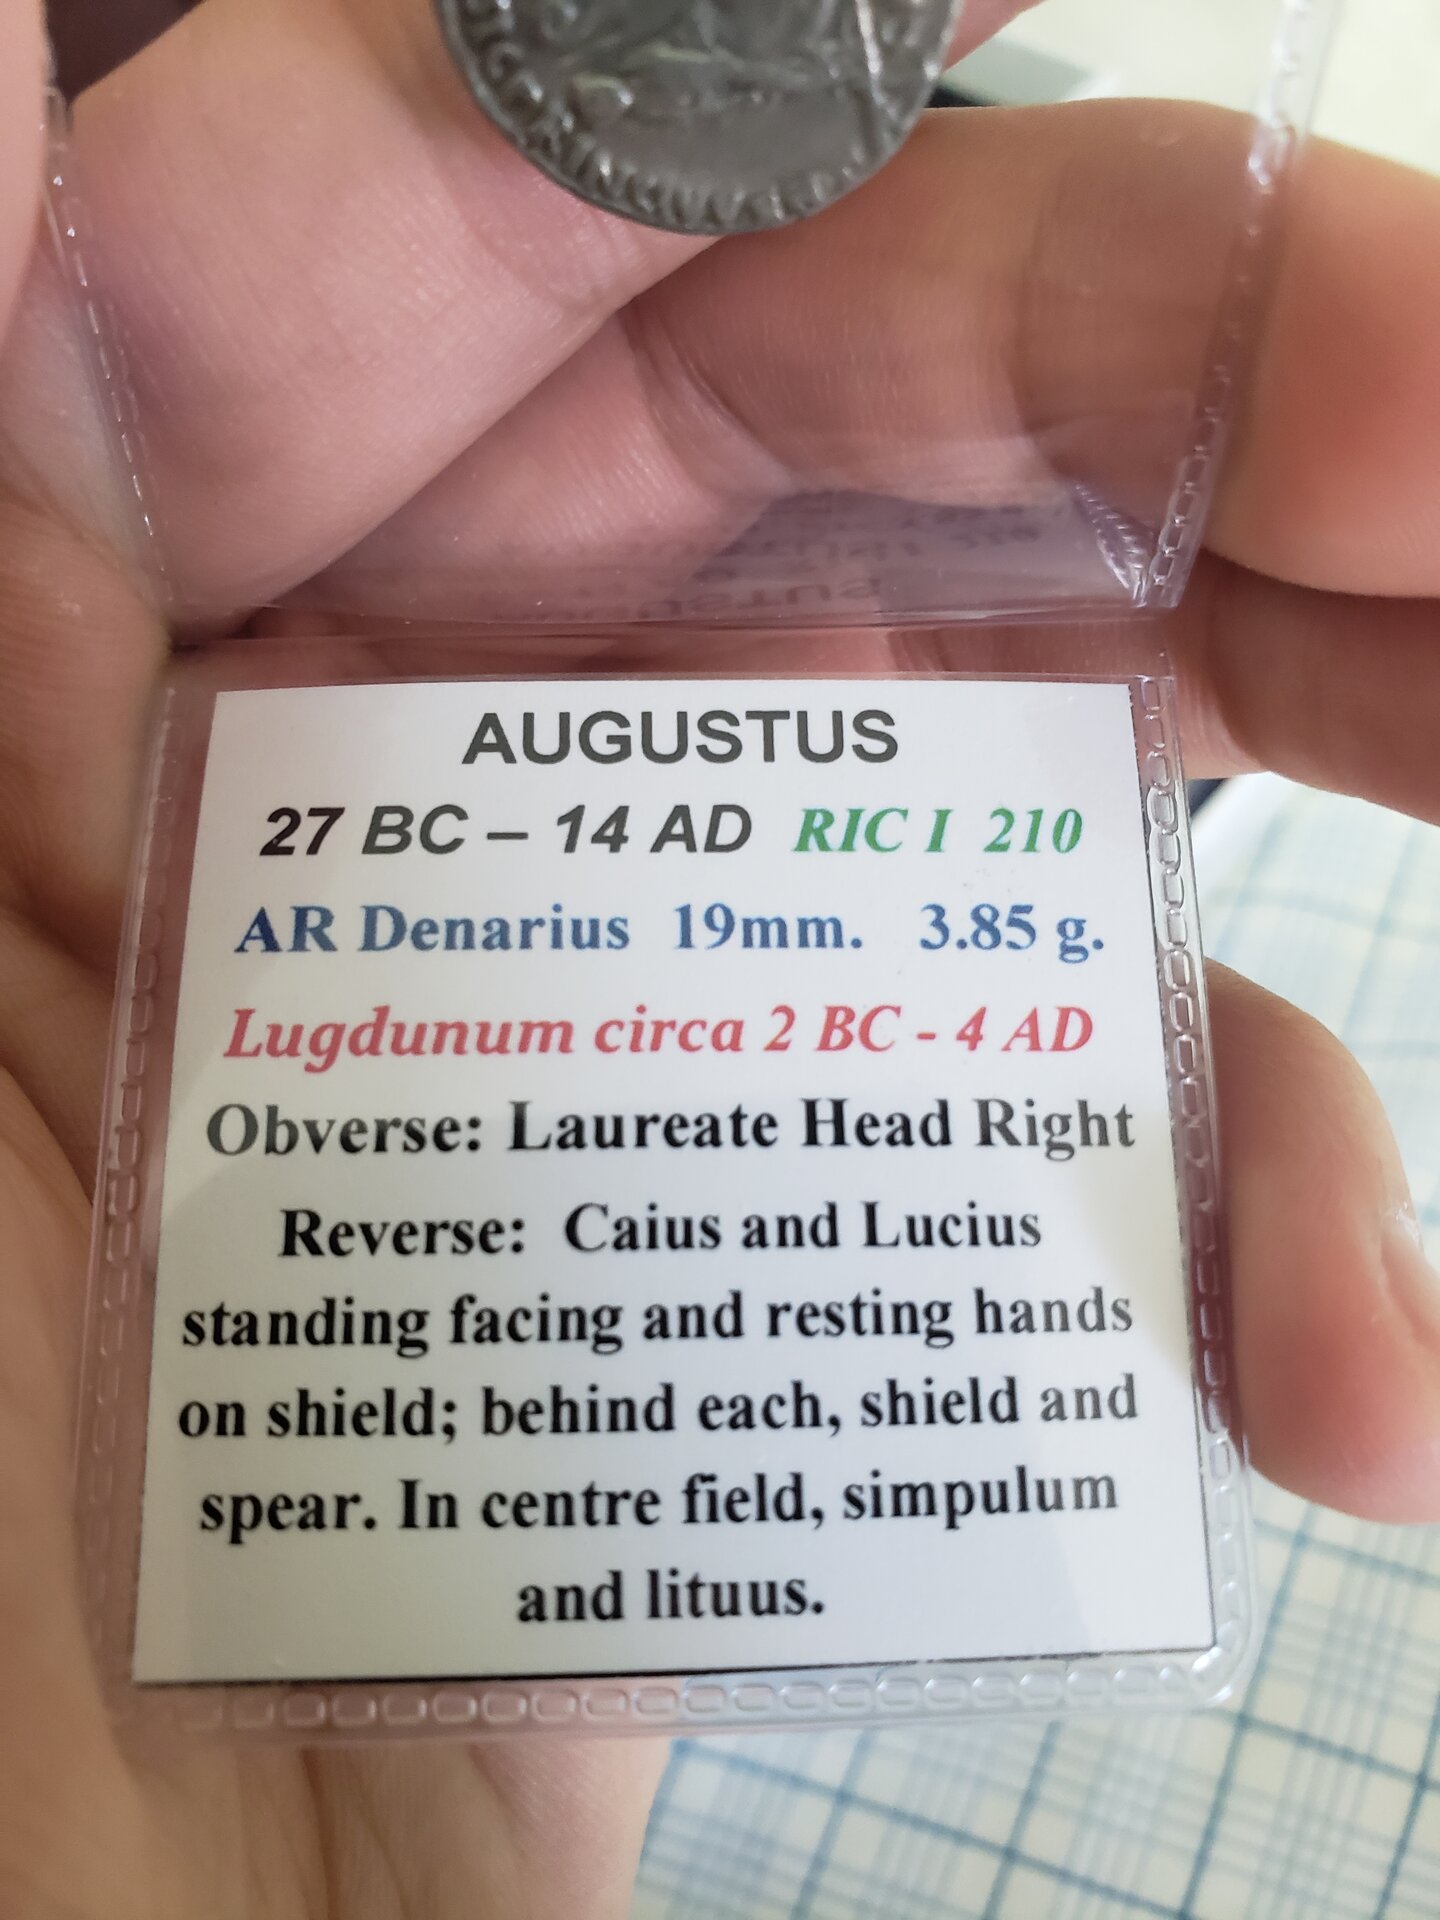 AUGUSTUS
27 BC – 14 AD RIC I 210
AR Denarius 19mm. 3.85 g.
Lugdunum circa 2 BC - 4 AD
Obverse: Laureate Head Right
Reverse: Caius and Lucius
standing facing and resting hands
on shield; behind each, shield and
spear. In centre field, simpulum
and lituus.